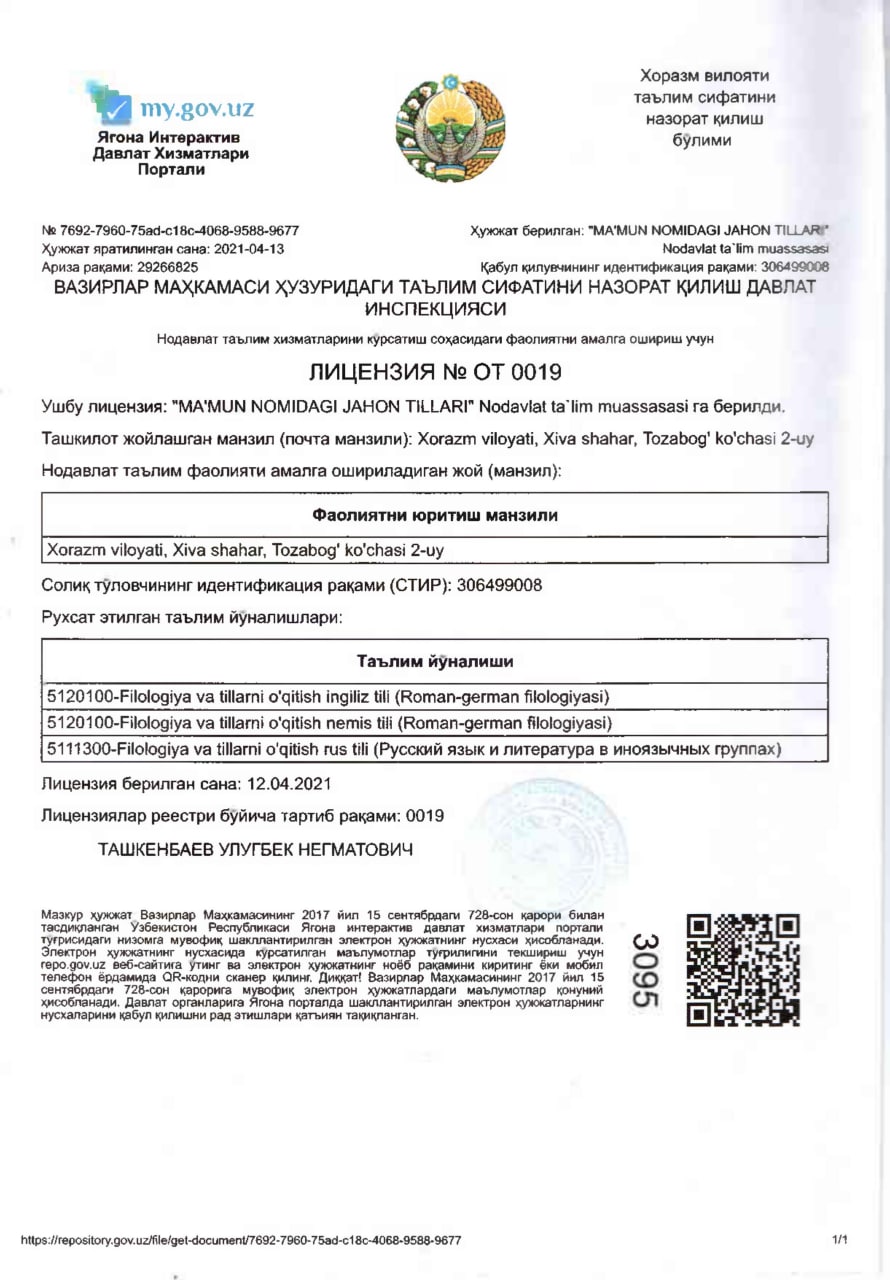 my.gov.uz
Ягона Интерактив
Давлат Хизматлари
Портали
Хоразм вилояти
таълим сифатини
назорат қилиш
бўлими
№ 7692-7960-75ad-c18c-4068-9588-9677
Ҳужжат яратилинган сана: 2021-04-13
Ариза рақами: 29266825
Ҳужжат берилган: "MA'MUN NOMIDAGI JAHON TILLARI"
Nodavlat ta`lim muassasasi
Қабул қилувчининг идентификация рақами: 306499008
ВАЗИРЛАР МАҲКАМАСИ ҲУЗУРИДАГИ ТАЪЛИМ СИФАТИНИ НАЗОРАТ ҚИЛИШ ДАВЛАТ
ИНСПЕКЦИЯСИ
Нодавлат таълим хизматларини кўрсатиш соҳасидаги фаолиятни амалга ошириш учун
ЛИЦЕНЗИЯ № ОТ 0019
Ушбу лицензия: "MA'MUN NOMIDAGI JAHON TILLARI" Nodavlat ta`lim muassasasi га берилди.
Ташкилот жойлашган манзил (почта манзили): Xorazm viloyati, Xiva shahar, Tozabog' ko'chasi 2-uy
Нодавлат таълим фаолияти амалга ошириладиган жой (манзил):
Фаолиятни юритиш манзили
Xorazm viloyati, Xiva shahar, Tozabog' ko'chasi 2-uy
Солиқ тўловчининг идентификация рақами (СТИР): 306499008
Рухсат этилган таълим йўналишлари:
Таълим йўналиши
5120100-Filologiya va tillarni o'qitish ingiliz tili (Roman-german filologiyasi)
5120100-Filologiya va tillarni o'qitish nemis tili (Roman-german filologiyasi)
5111300-Filologiya va tillarni o'qitish rus tili (Русский язык и литература в иноязычных группах)
Лицензия берилган сана: 12.04.2021
Лицензиялар реестри бўйича тартиб рақами: 0019
ТАШКЕНБАЕВ УЛУГБЕК НЕГМАТОВИЧ
Мазкур ҳужжат Вазирлар Маҳкамасининг 2017 йил 15 сентябрдаги 728-сон қарори билан
тасдиқланган Ўзбекистон Республикаси Ягона интерактив давлат хизматлари портали
тўғрисидаги низомга мувофиқ шакллантирилган электрон ҳужжатнинг нусхаси ҳисобланади.
Электрон ҳужжатнинг нусхасида кўрсатилган маълумотлар тўғрилигини текшириш учун
repo.gov.uz веб-сайтига ўтинг ва электрон ҳужжатнинг ноёб рақамини киритинг ёки мобил
телефон ёрдамида QR-кодни сканер қилинг. Диққат! Вазирлар Маҳкамасининг 2017 йил 15
сентябрдаги 728-сон қарорига мувофиқ электрон ҳужжатлардаги маълумотлар қонуний
ҳисобланади. Давлат органларига Ягона порталда шакллантирилган электрон ҳужжатларнинг
нусхаларини қабул қилишни рад этишлари қатъиян тақиқланган.
3095
https://repository.gov.uz/file/get-document/7692-7960-75ad-c18c-4068-9588-9677
1/1